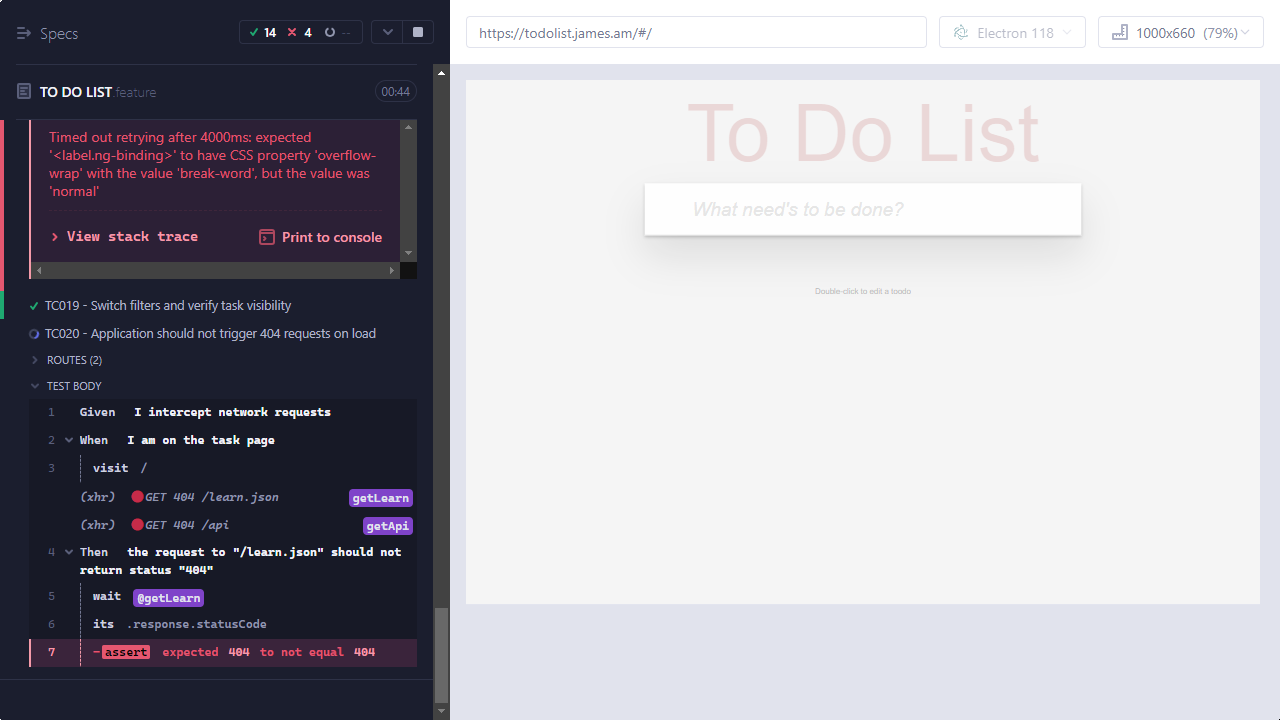 Specs
14
4
--
TO DO LIST.feature
00:44
Timed out retrying after 4000ms: expected
'<label.ng-binding>' to have CSS property 'overflow-
wrap' with the value 'break-word', but the value was
'normal'
View stack trace
Print to console
TC019 - Switch filters and verify task visibility
TC020 - Application should not trigger 404 requests on load
ROUTES (2)
TEST BODY
1 Given I intercept network requests
2 When I am on the task page
3 visit /
(xhr) GET 404 /learn.json getLearn
(xhr) GET 404 /api getApi
4 Then the request to "/learn.json" should not
return status "404"
5 wait @getLearn
6 its .response.statusCode
7 -assert expected 404 to not equal 404
https://todolist.james.am/#/
Electron 118
1000x660 (79%)
To Do List
What need's to be done?
Double-click to edit a toodo